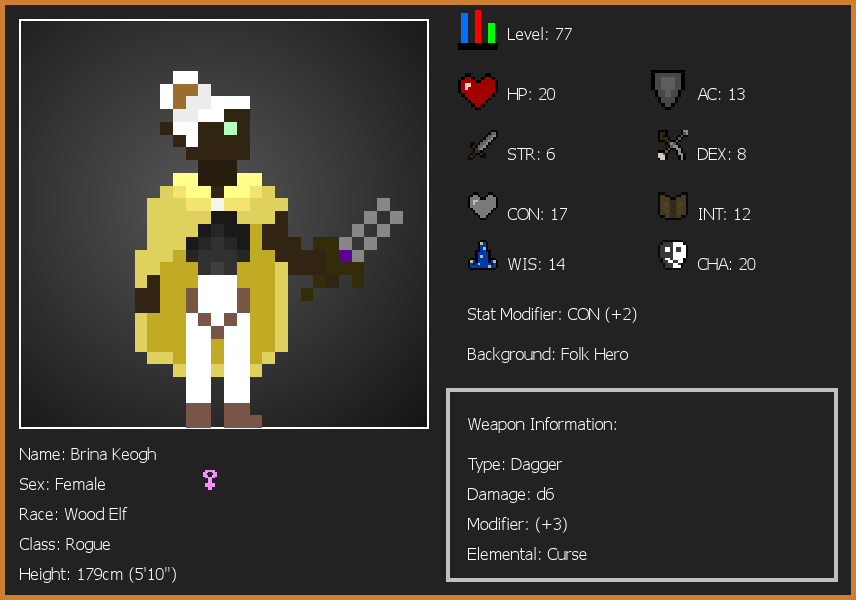 Level: 77
HP: 20
AC: 13
STR: 6
DEX: 8
CON: 17
INT: 12
WIS: 14
CHA: 20
Stat Modifier: CON (+2)
Background: Folk Hero
Weapon Information:
Type: Dagger
Damage: d6
Modifier: (+3)
Elemental: Curse
Name: Brina Keogh
Sex: Female
Race: Wood Elf
Class: Rogue
Height: 179cm (5'10")